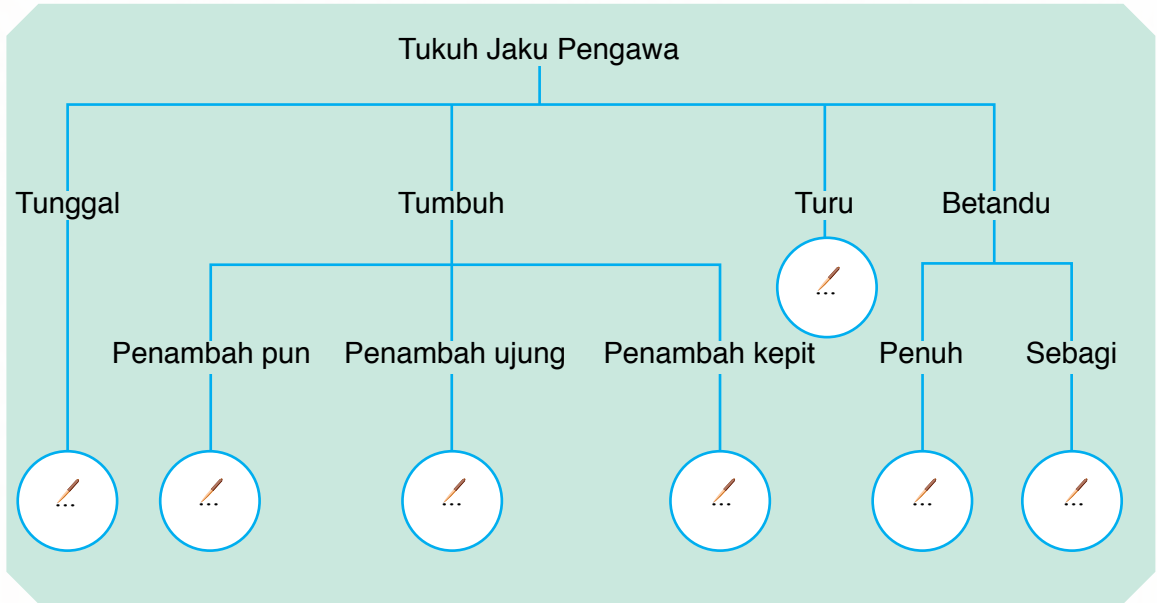 Tukuh Jaku Pengawa
Tunggal
Tumbuh
Turu
Betandu
...
Penambah pun
Penambah ujung
Penambah kepit
Penuh
Sebagi
...
...
...
...
...
...